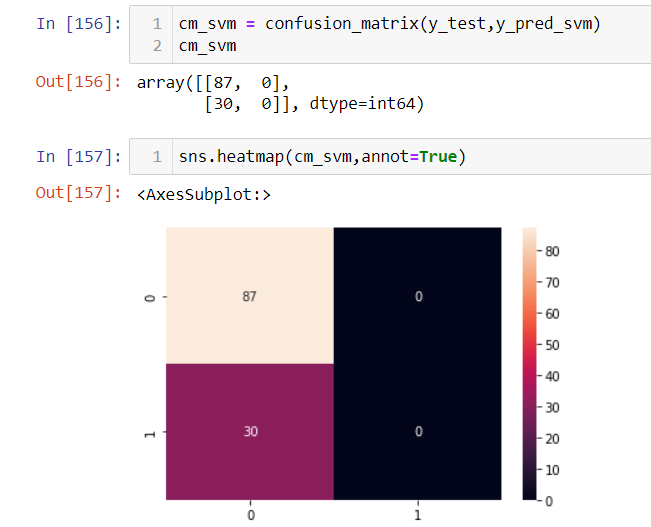 In [156]: 1 cm_svm = confusion_matrix(y_test,y_pred_svm)
2 cm_svm
Out[156]: array([[87, 0],
[30, 0]], dtype=int64)
In [157]: 1 sns.heatmap(cm_svm,annot=True)
Out[157]: <AxesSubplot:>
80
70
60
50
40
30
20
10
0
0
87
0
1
30
0
0
1